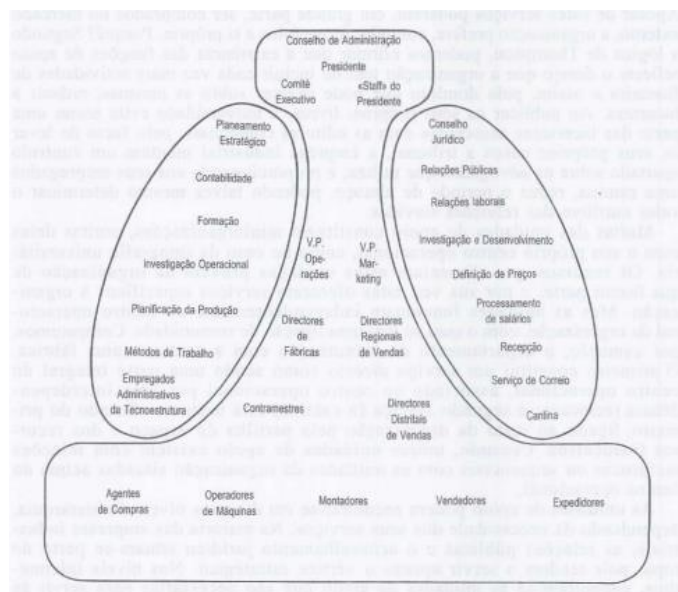 Conselho de Administração
Presidente
Comité
Executivo
«Staff» do
Presidente
Planeamento
Estratégico
Conselho
Jurídico
Contabilidade
Relações Públicas
Formação
Relações laborais
Investigação Operacional
V.P.
Ope-
rações
V.P.
Mar-
keting
Investigação e Desenvolvimento
Definição de Preços
Planificação da Produção
Directores
de
Fábricas
Directores
Regionais
de Vendas
Processamento
de salários
Métodos de Trabalho
Recepção
Empregados
Administrativos
da Tecnoestrutura
Contramestres
Directores
Distritais
de Vendas
Serviço de Correio
Cantina
Agentes
de Compras
Operadores
de Máquinas
Montadores
Vendedores
Expedidores